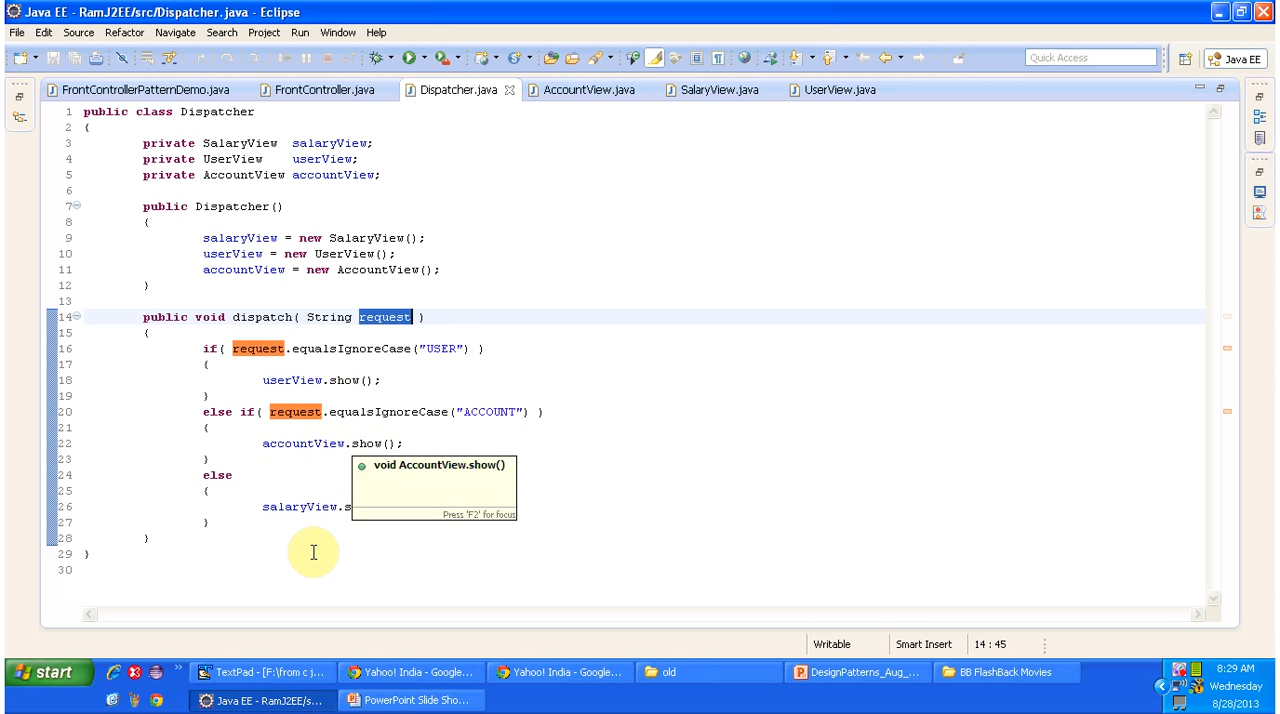 Java EE - RamJ2EE/src/Dispatcher.java - Eclipse
File Edit Source Refactor Navigate Search Project Run Window Help
Quick Access
Java EE
FrontControllerPatternDemo.java FrontController.java Dispatcher.java AccountView.java SalaryView.java UserView.java
1 public class Dispatcher
2 {
3 private SalaryView salaryView;
4 private UserView userView;
5 private AccountView accountView;
6
7 public Dispatcher()
8 {
9 salaryView = new SalaryView();
10 userView = new UserView();
11 accountView = new AccountView();
12 }
13
14 public void dispatch( String request )
15 {
16 if( request.equalsIgnoreCase("USER") )
17 {
18 userView.show();
19 }
20 else if( request.equalsIgnoreCase("ACCOUNT") )
21 {
22 accountView.show();
23 }
void AccountView.show()
24 else
25 {
26 salaryView.s
Press 'F2' for focus
27 }
28 }
29 }
30
Writable Smart Insert 14 : 45
start TextPad - [F:\from c j... Yahoo! India - Google... Yahoo! India - Google... old DesignPatterns_Aug_... BB FlashBack Movies 8:29 AM
Wednesday
Java EE - RamJ2EE/s... PowerPoint Slide Sho... 8/28/2013